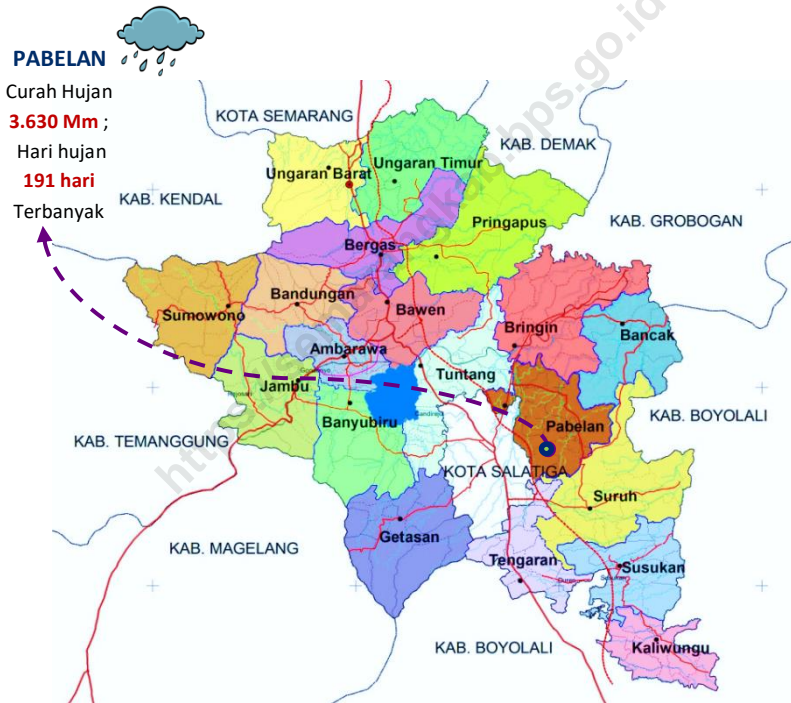 PABELAN
Curah Hujan
3.630 Mm ;
Hari hujan
191 hari
Terbanyak
KOTA SEMARANG
KAB. DEMAK
Ungaran Timur
Ungaran Barat
KAB. KENDAL
Pringapus
KAB. GROBOGAN
Bergas
Bandungan
Sumowono
Bawen
Bringin
Bancak
Ambarawa
Tuntang
Jambu
Banyubiru
Pabelan
KAB. BOYOLALI
KAB. TEMANGGUNG
KOTA SALATIGA
Suruh
Getasan
KAB. MAGELANG
Tengaran
Susukan
KAB. BOYOLALI
Kaliwungu